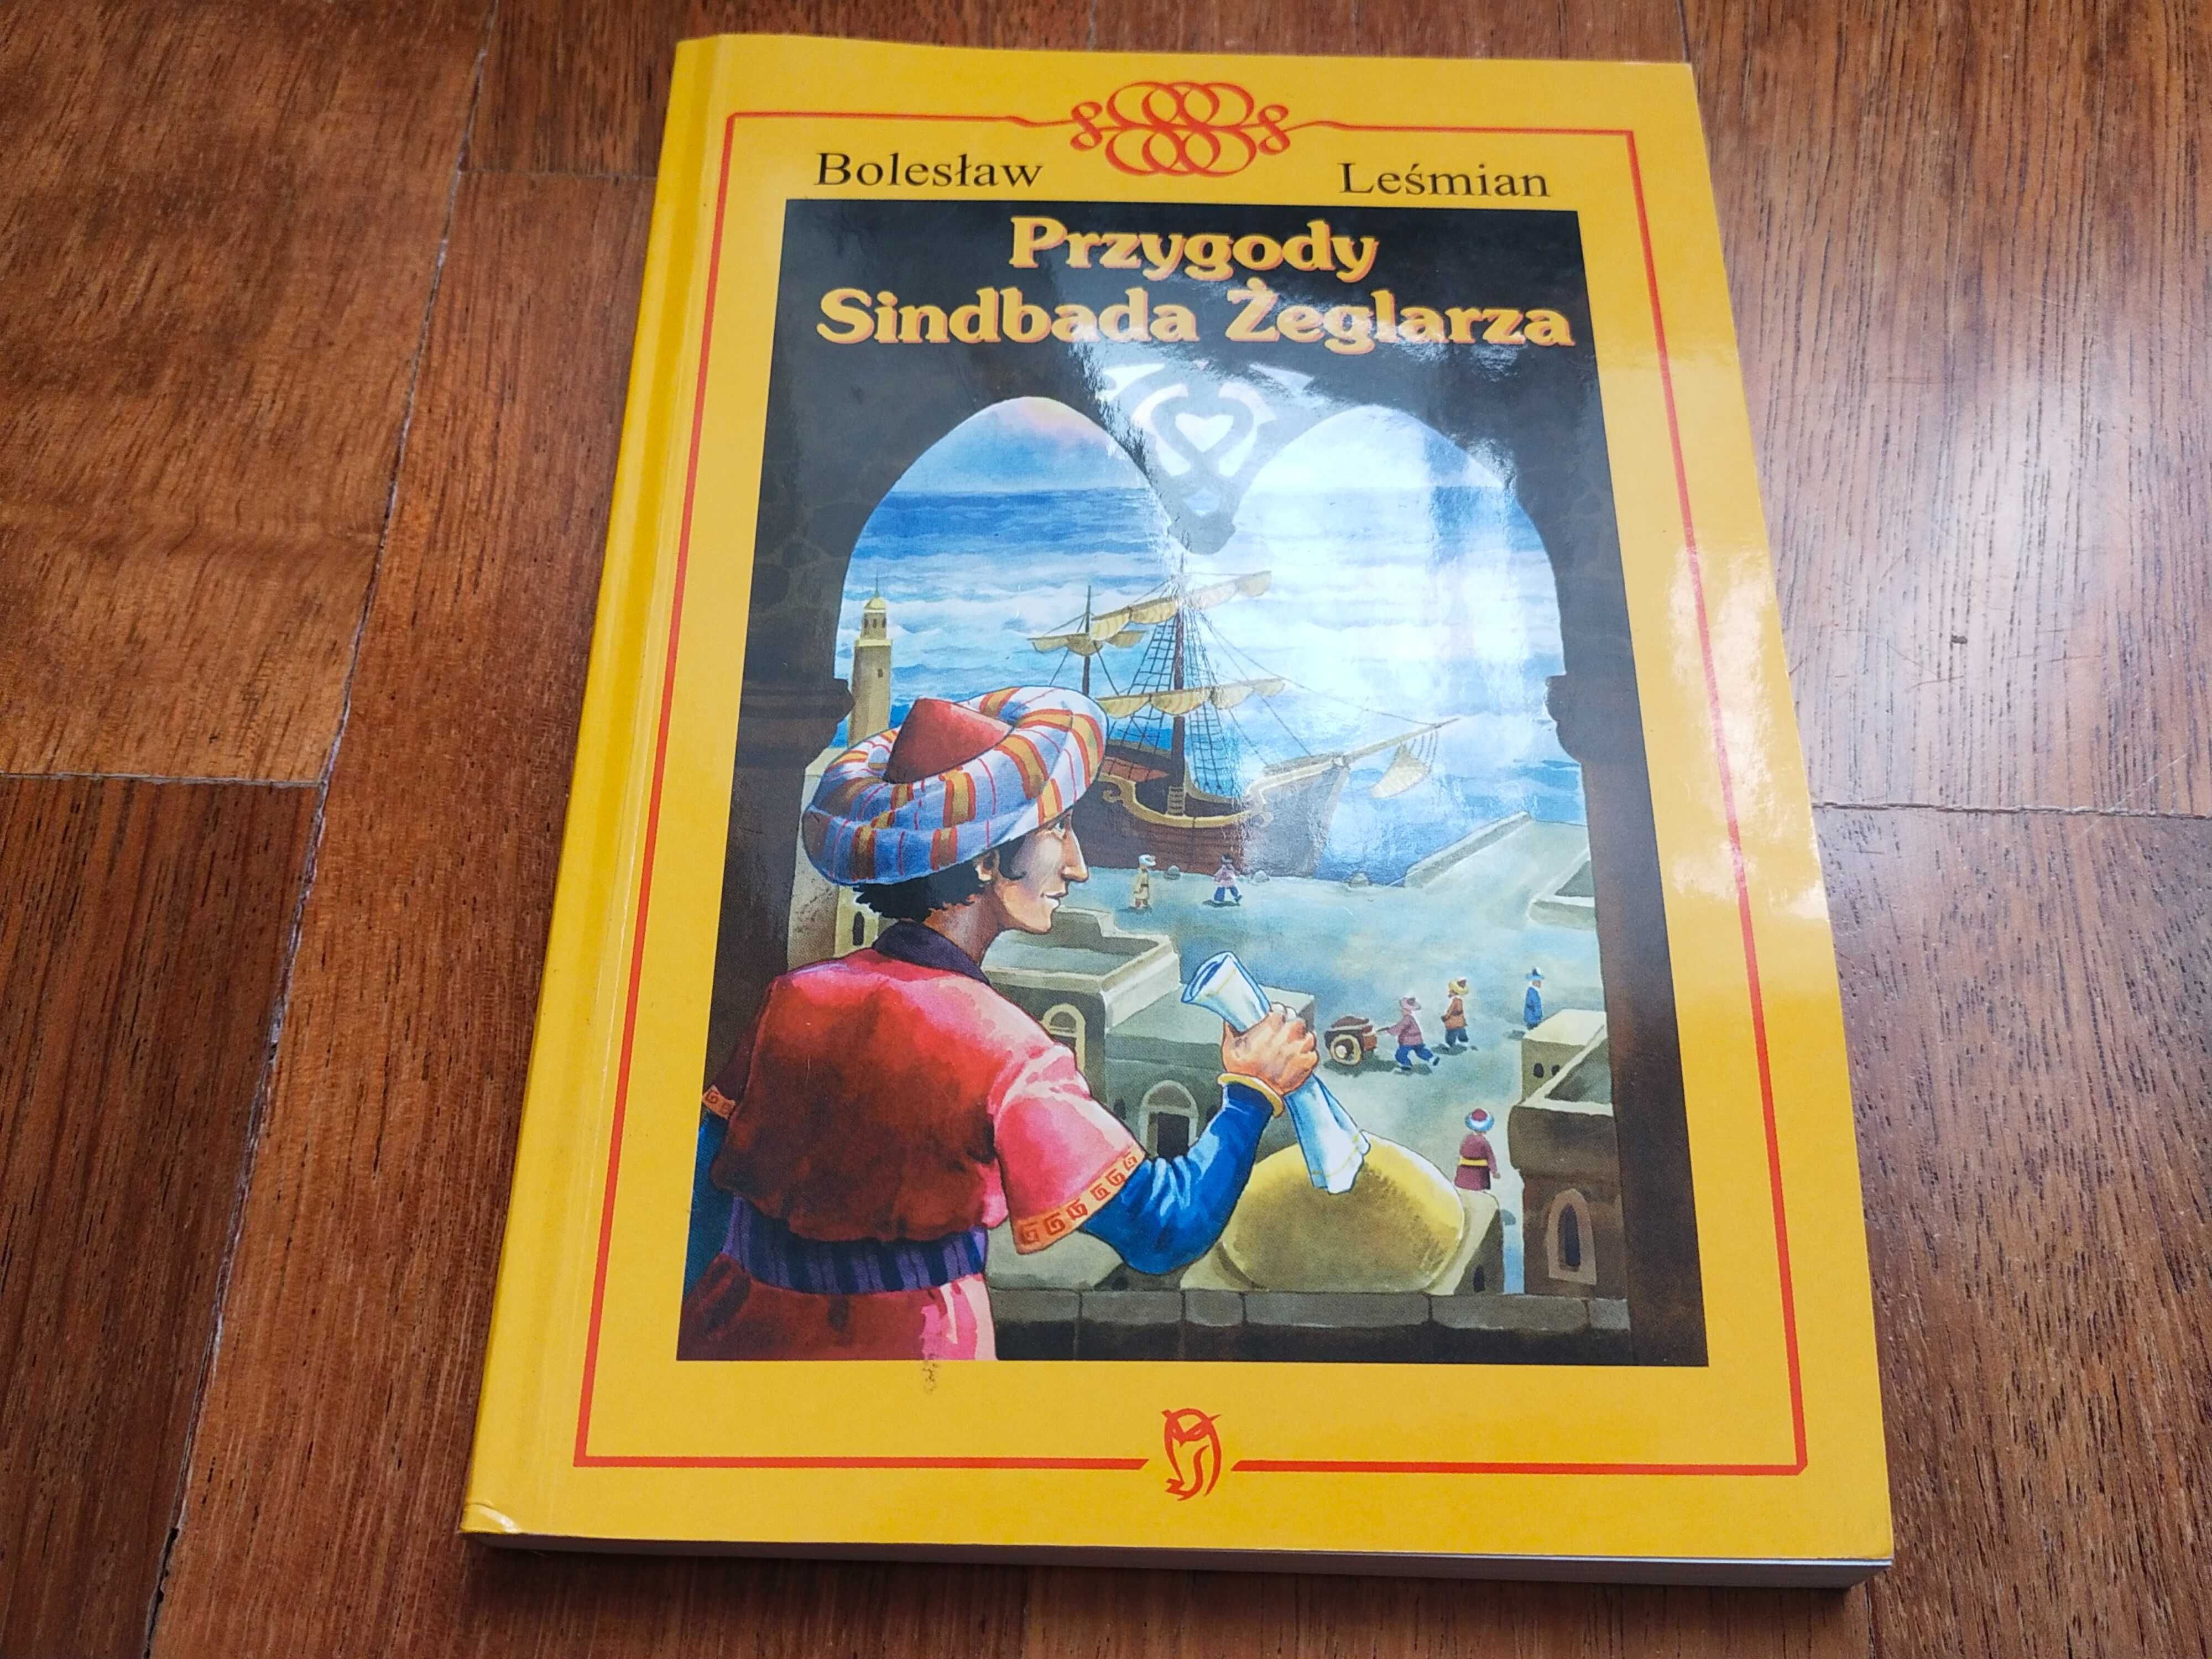 Bolesław Leśmian
Przygody
Sindbada Żeglarza